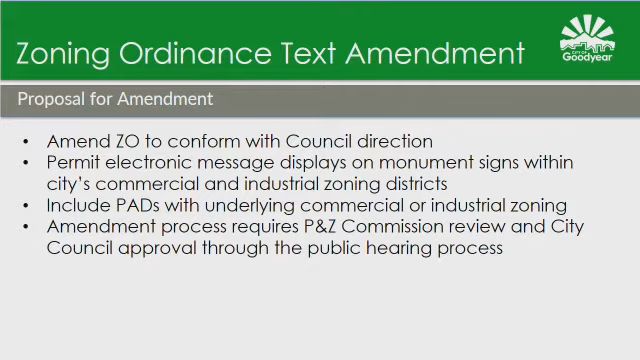 Zoning Ordinance Text Amendment
CITY OF
Goodyear
Proposal for Amendment
• Amend ZO to conform with Council direction
• Permit electronic message displays on monument signs within
city's commercial and industrial zoning districts
• Include PADs with underlying commercial or industrial zoning
• Amendment process requires P&Z Commission review and City
Council approval through the public hearing process